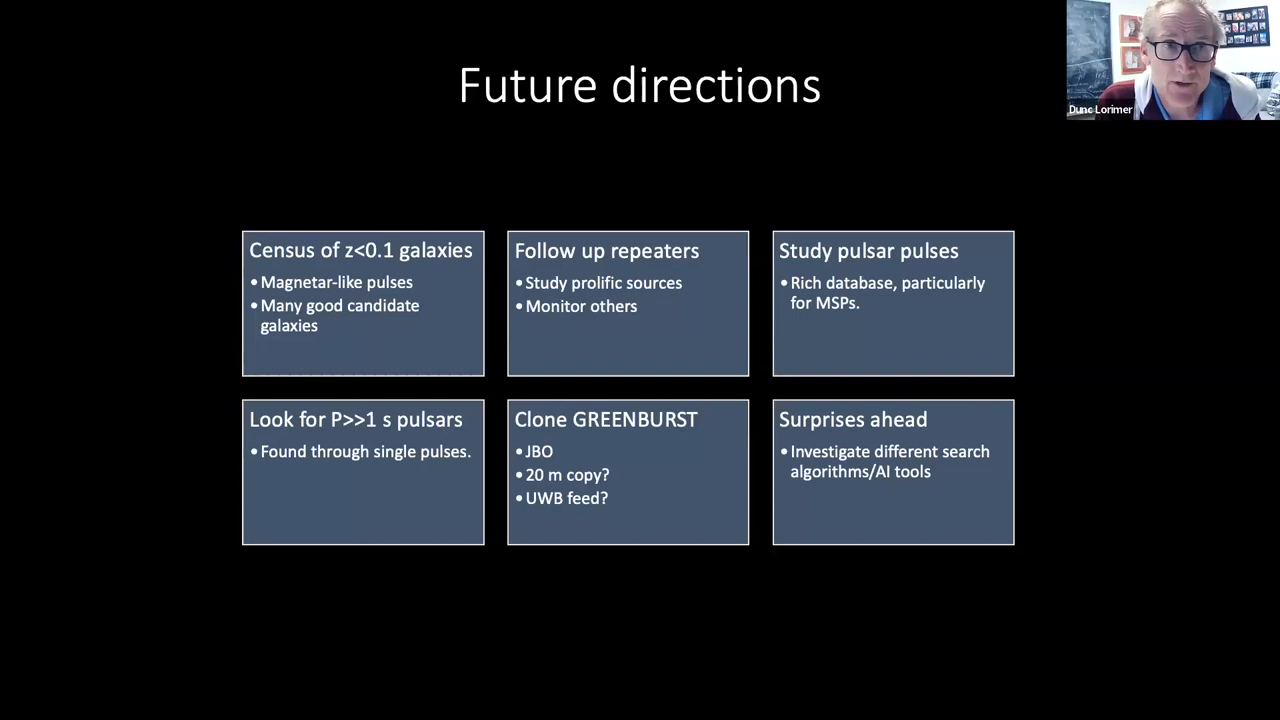 Future directions
Dunc Lorimer
Census of z<0.1 galaxies
•Magnetar-like pulses
•Many good candidate
galaxies
Follow up repeaters
•Study prolific sources
•Monitor others
Study pulsar pulses
•Rich database, particularly
for MSPs.
Look for P>>1 s pulsars
•Found through single pulses.
Clone GREENBURST
•JBO
•20 m copy?
•UWB feed?
Surprises ahead
•Investigate different search
algorithms/AI tools